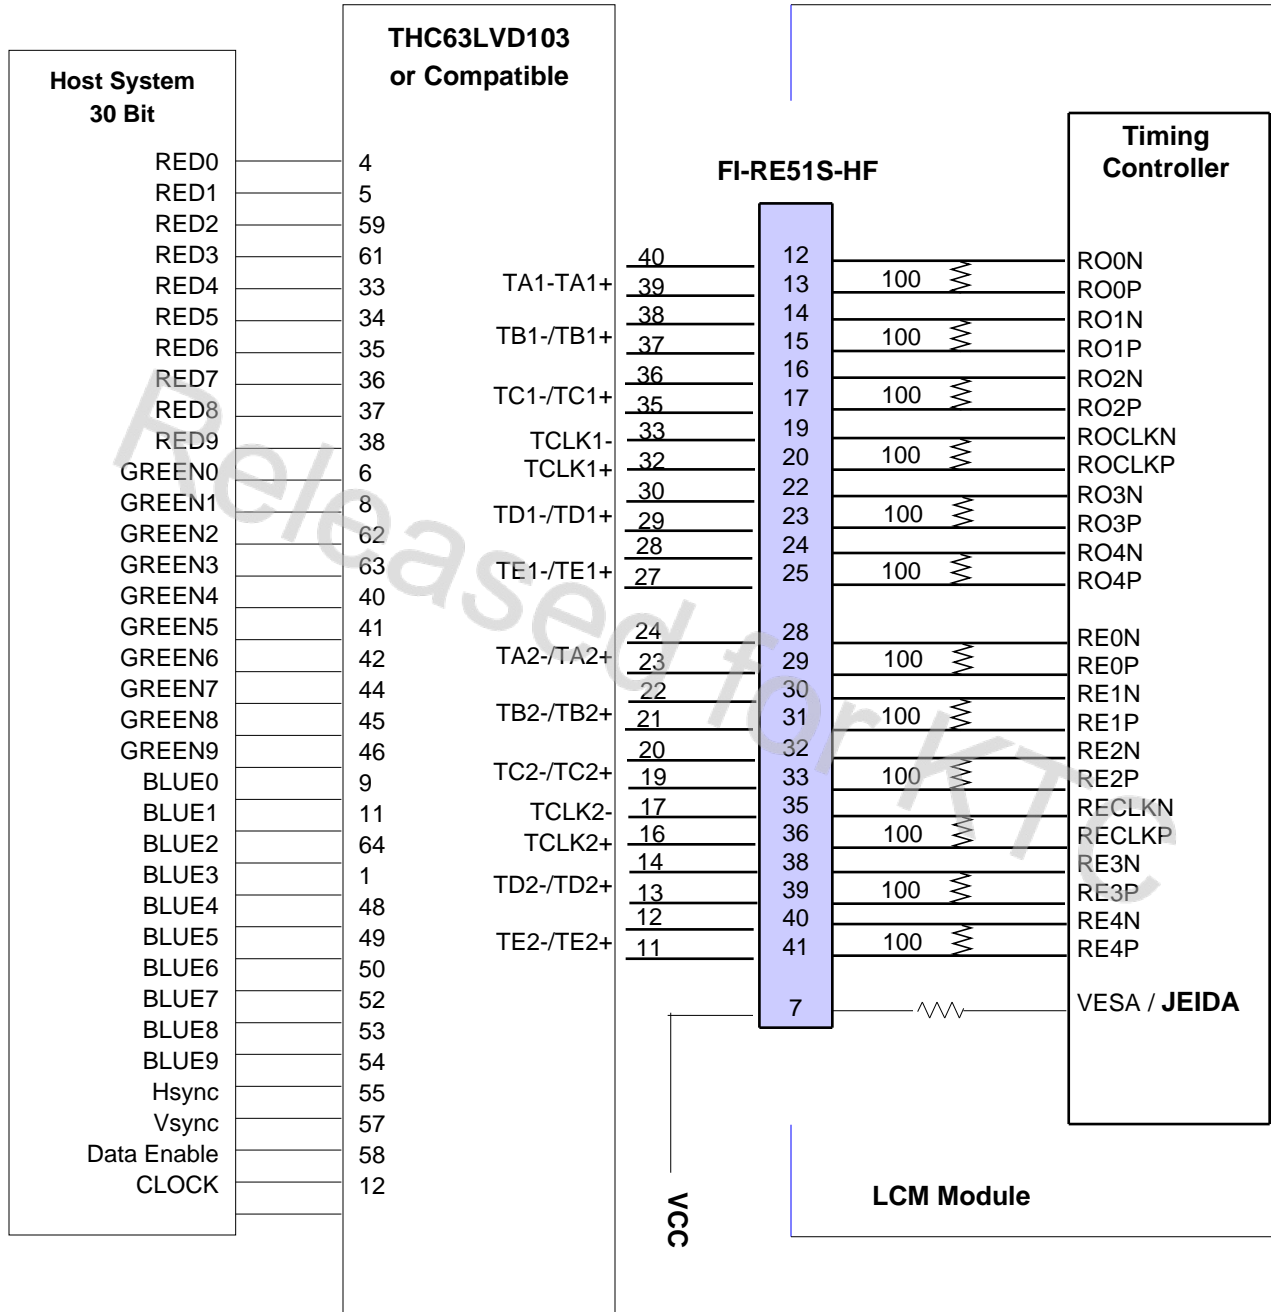 THC63LVD103
or Compatible
Host System
30 Bit
RED0
RED1
RED2
RED3
RED4
RED5
RED6
RED7
RED8
RED9
GREEN0
GREEN1
GREEN2
GREEN3
GREEN4
GREEN5
GREEN6
GREEN7
GREEN8
GREEN9
BLUE0
BLUE1
BLUE2
BLUE3
BLUE4
BLUE5
BLUE6
BLUE7
BLUE8
BLUE9
Hsync
Vsync
Data Enable
CLOCK
4
5
59
61
33
34
35
36
37
38
6
8
62
63
40
41
42
44
45
46
9
11
64
1
48
49
50
52
53
54
55
57
58
12
TA1-TA1+
TB1-/TB1+
TC1-/TC1+
TCLK1-
TCLK1+
TD1-/TD1+
TE1-/TE1+
TA2-/TA2+
TB2-/TB2+
TC2-/TC2+
TCLK2-
TCLK2+
TD2-/TD2+
TE2-/TE2+
40
39
38
37
36
35
33
32
30
29
28
27
24
23
22
21
20
19
17
16
14
13
12
11
VCC
FI-RE51S-HF
12
13
14
15
16
17
19
20
22
23
24
25
28
29
30
31
32
33
35
36
38
39
40
41
7
100
100
100
100
100
100
100
100
100
100
100
100
Timing
Controller
RO0N
RO0P
RO1N
RO1P
RO2N
RO2P
ROCLKN
ROCLKP
RO3N
RO3P
RO4N
RO4P
RE0N
RE0P
RE1N
RE1P
RE2N
RE2P
RECLKN
RECLKP
RE3N
RE3P
RE4N
RE4P
VESA / JEIDA
LCM Module
Released for KTC